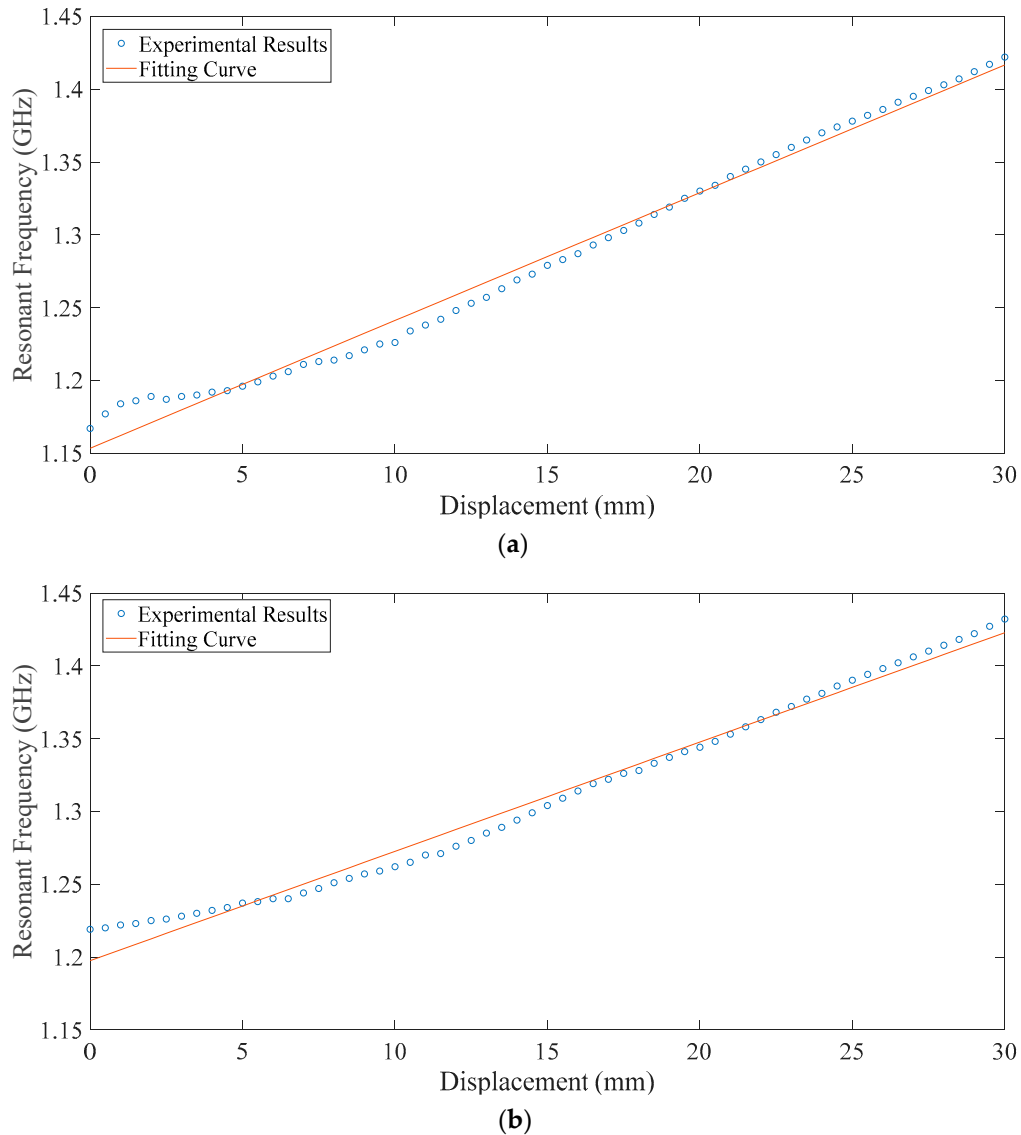 1.45
Experimental Results
Fitting Curve
1.4
1.35
1.3
1.25
1.2
1.15
Resonant Frequency (GHz)
0 5 10 15 20 25 30
Displacement (mm)
(a)
1.45
Experimental Results
Fitting Curve
1.4
1.35
1.3
1.25
1.2
1.15
Resonant Frequency (GHz)
0 5 10 15 20 25 30
Displacement (mm)
(b)